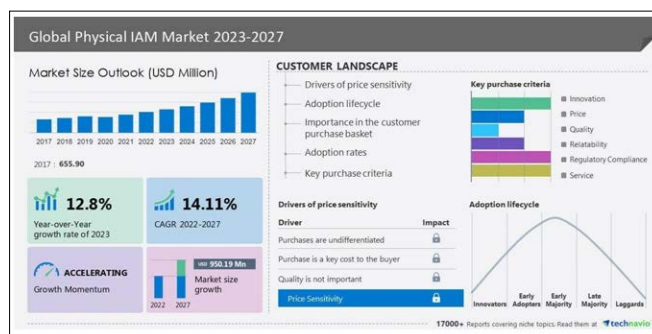 Global Physical IAM Market 2023-2027
Market Size Outlook (USD Million)
2017 2018 2019 2020 2021 2022 2023 2024 2025 2026 2027
2017 : 655.90
12.8%
Year-over-Year
growth rate of 2023
14.11%
CAGR 2022-2027
ACCELERATING
Growth Momentum
USD 950.19 Mn
Market size
growth
2022 2027
CUSTOMER LANDSCAPE
Drivers of price sensitivity
Adoption lifecycle
Importance in the customer
purchase basket
Adoption rates
Key purchase criteria
Key purchase criteria
Innovation
Price
Quality
Relatability
Regulatory Compliance
Service
Drivers of price sensitivity
Driver Impact
Purchases are undifferentiated
Purchase is a key cost to the buyer
Quality is not important
Price Sensitivity
Adoption lifecycle
Innovators
Early
Adopters
Early
Majority
Late
Majority
Laggards
17000+ Reports covering niche topics. Read them at technavio